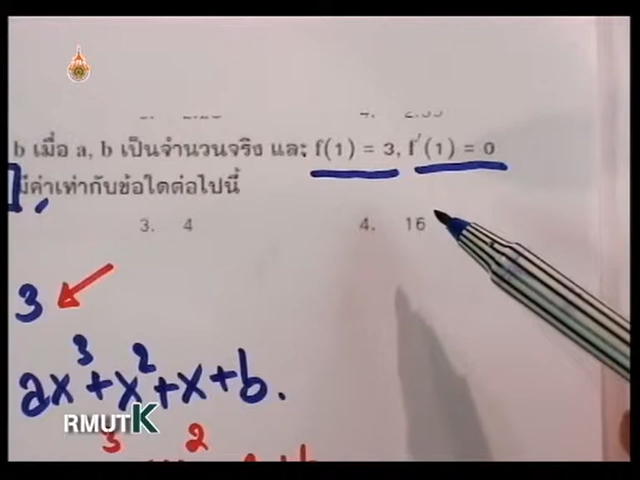 b เมื่อ a, b เป็นจำนวนจริง และ f(1) = 3, f'(1) = 0
มีค่าเท่ากับข้อใดต่อไปนี้
3. 4 4. 16
3
ax³+x²+x+b.
RMUTK